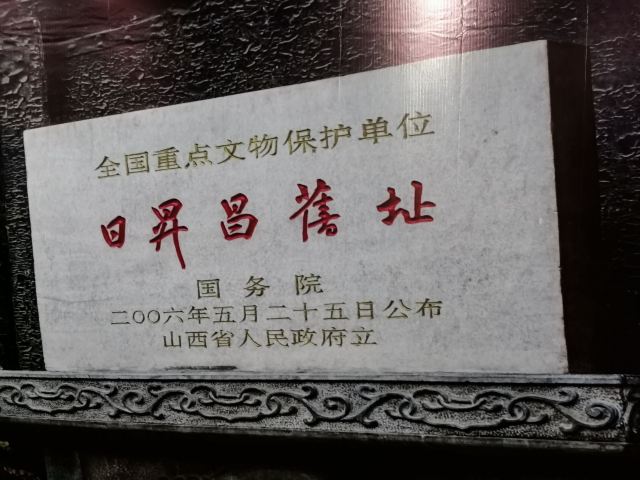 全国重点文物保护单位
日昇昌舊址
国务院
二〇〇六年五月二十五日公布
山西省人民政府立